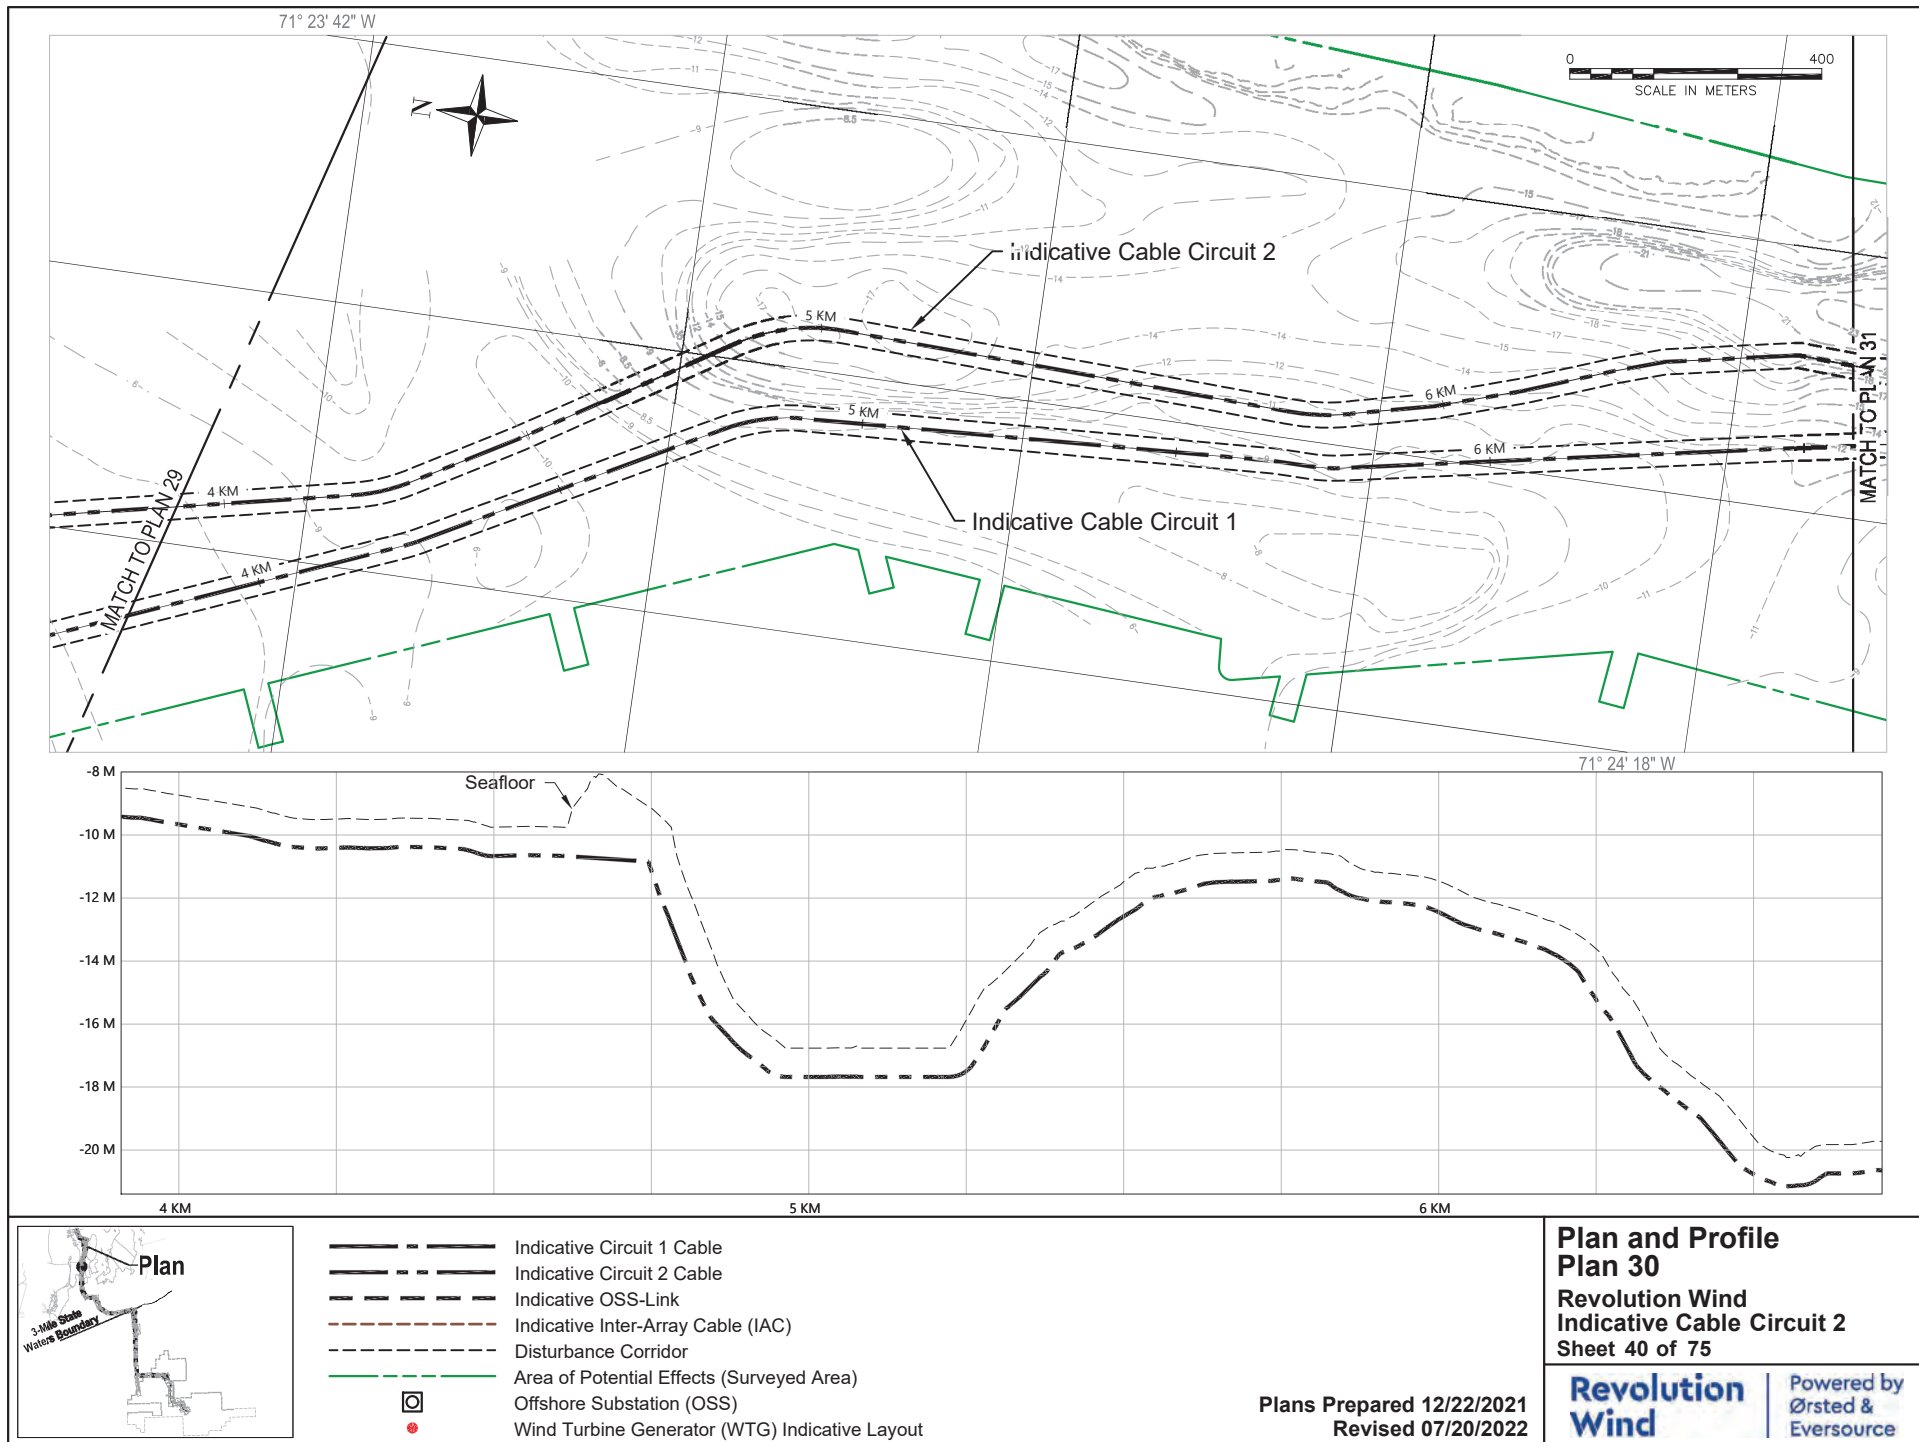 71° 23' 42" W
N
0 400
SCALE IN METERS
Indicative Cable Circuit 2
5 KM
6 KM
4 KM
5 KM
6 KM
4 KM
Indicative Cable Circuit 1
MATCH TO PLAN 29
MATCH TO PLAN 31
71° 24' 18" W
-8 M
Seafloor
-10 M
-12 M
-14 M
-16 M
-18 M
-20 M
4 KM 5 KM 6 KM
Plan
3-Mile State
Waters Boundary
Indicative Circuit 1 Cable
Indicative Circuit 2 Cable
Indicative OSS-Link
Indicative Inter-Array Cable (IAC)
Disturbance Corridor
Area of Potential Effects (Surveyed Area)
Offshore Substation (OSS)
Wind Turbine Generator (WTG) Indicative Layout
Plans Prepared 12/22/2021
Revised 07/20/2022
Plan and Profile
Plan 30
Revolution Wind
Indicative Cable Circuit 2
Sheet 40 of 75
Revolution
Wind
Powered by
Ørsted &
Eversource